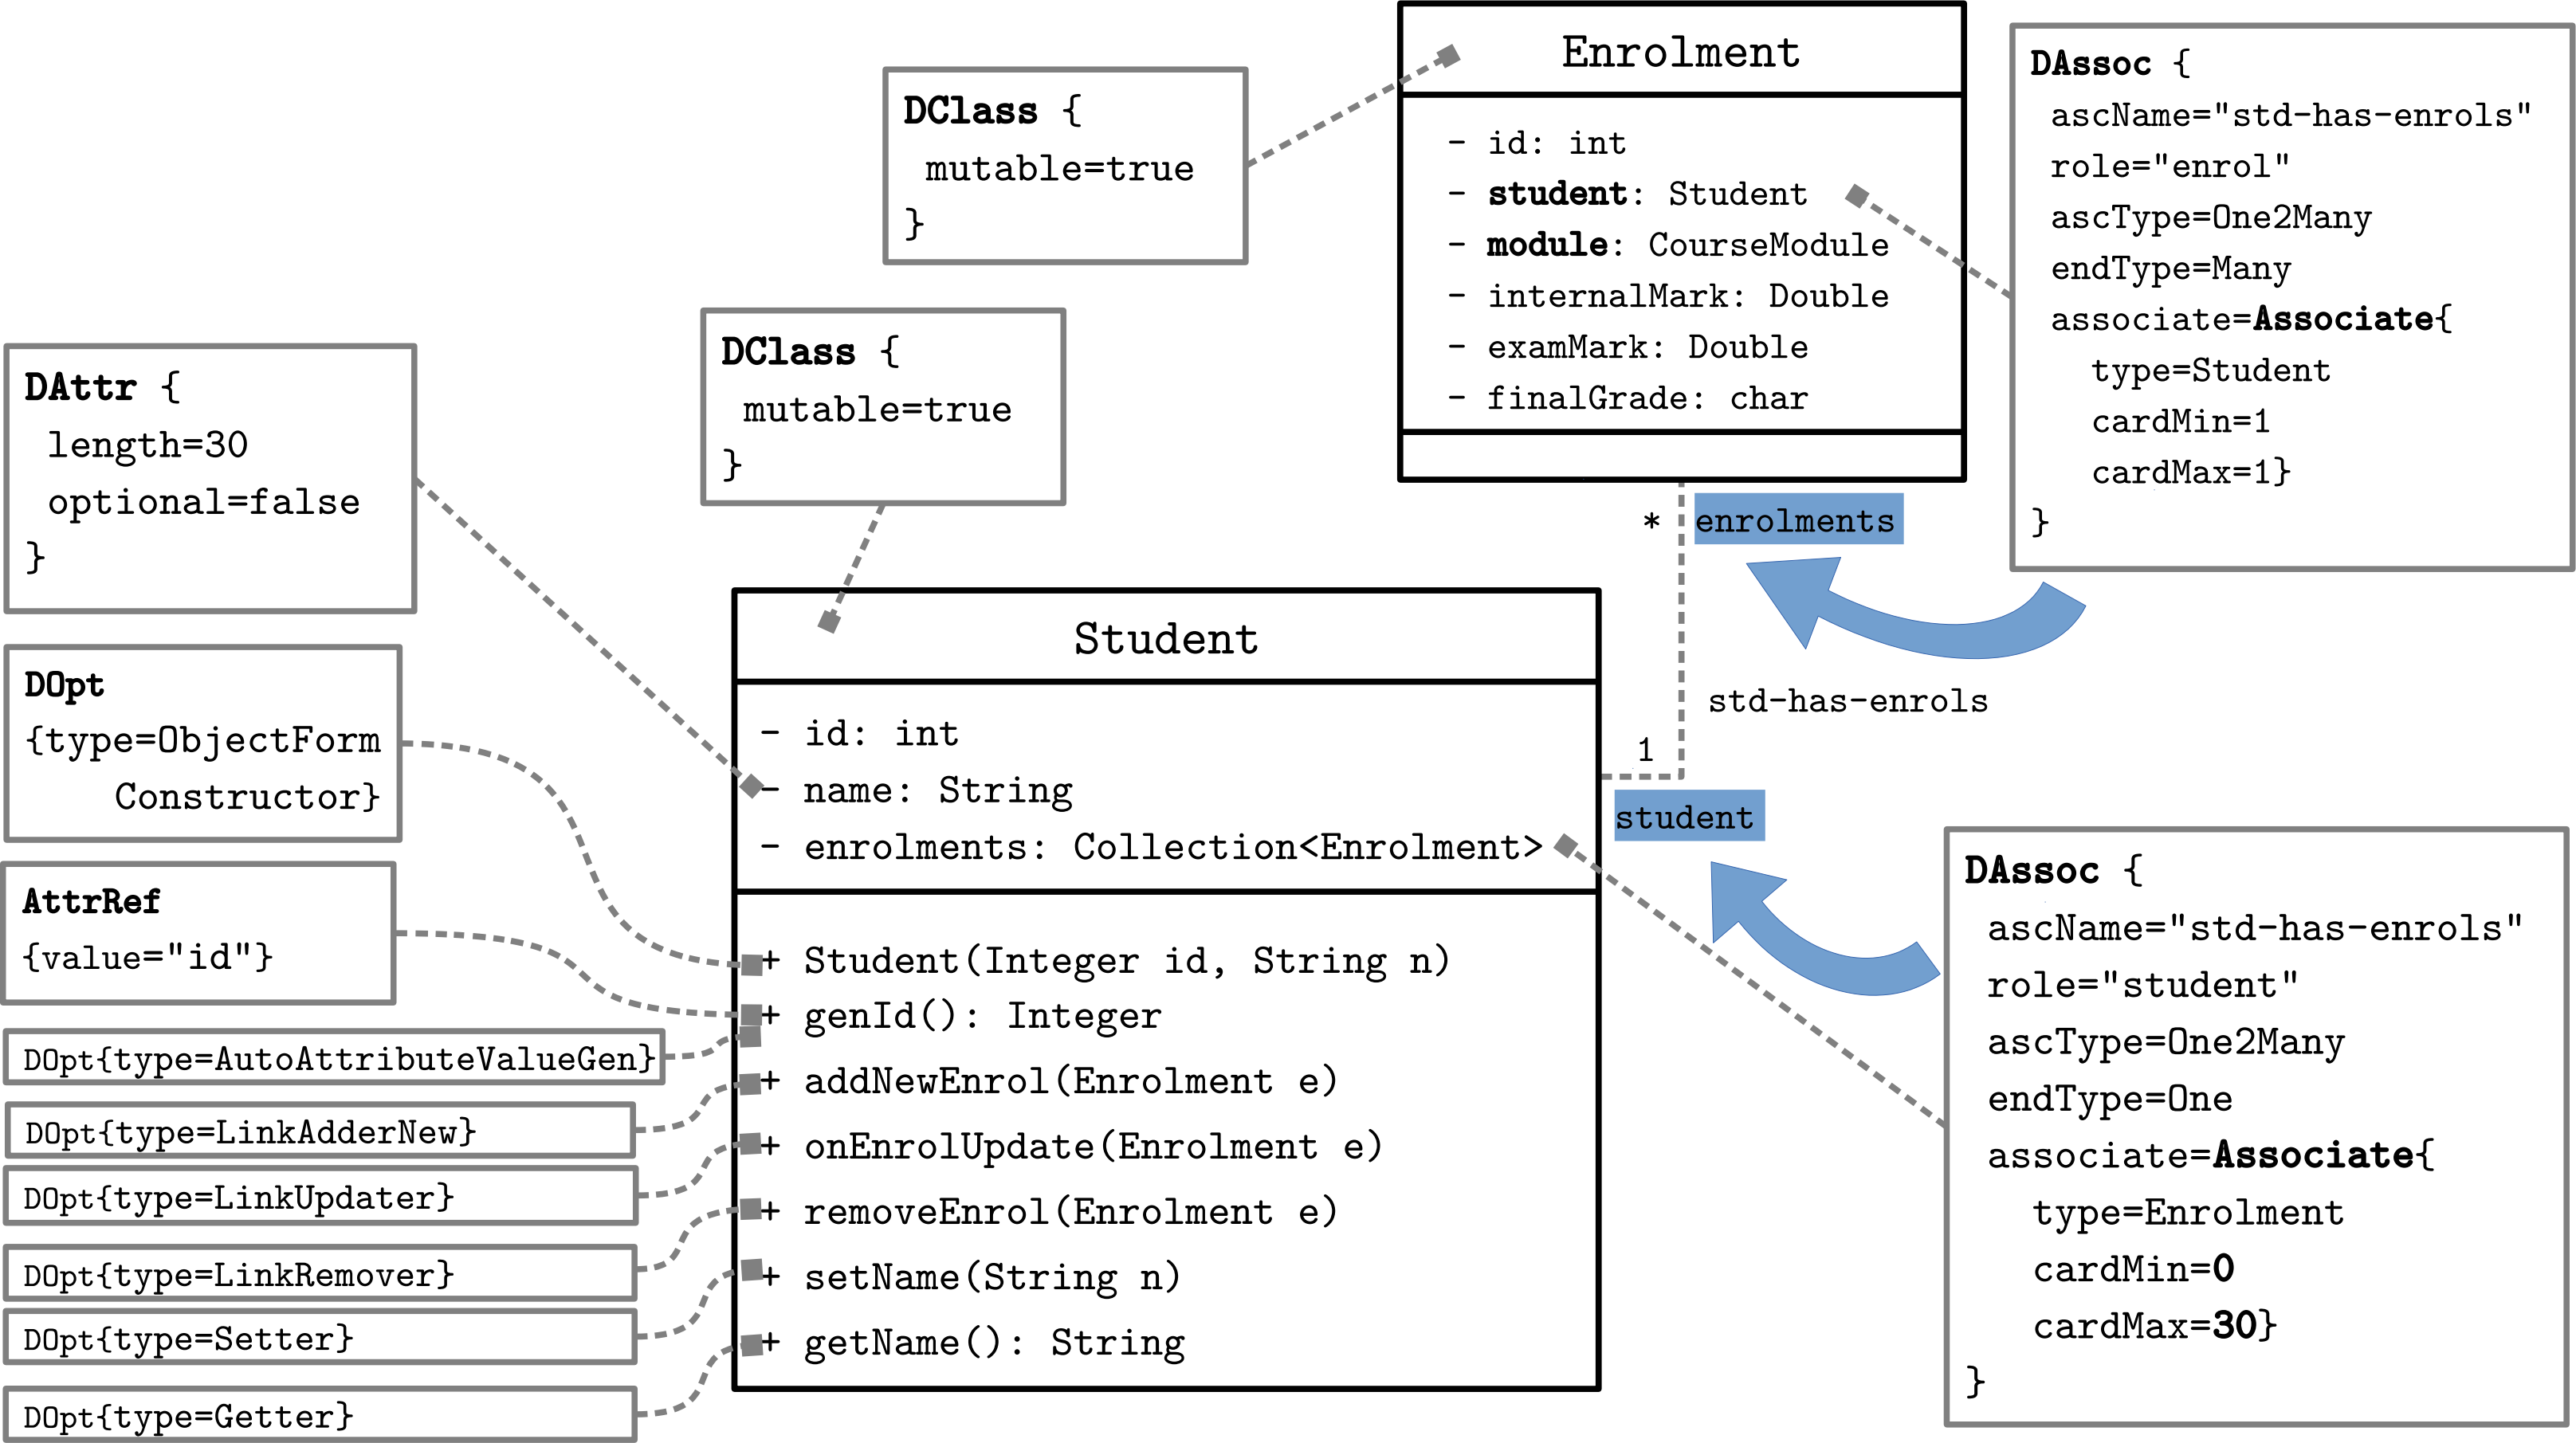 Enrolment
- id: int
- student: Student
- module: CourseModule
- internalMark: Double
- examMark: Double
- finalGrade: char
DAssoc {
ascName="std-has-enrols"
role="enrol"
ascType=One2Many
endType=Many
associate=Associate{
type=Student
cardMin=1
cardMax=1}
}
DClass {
mutable=true
}
DClass {
mutable=true
}
DAttr {
length=30
optional=false
}
* enrolments
std-has-enrols
1
student
DOpt
{type=ObjectForm
Constructor}
AttrRef
{value="id"}
DOpt{type=AutoAttributeValueGen}
DOpt{type=LinkAdderNew}
DOpt{type=LinkUpdater}
DOpt{type=LinkRemover}
DOpt{type=Setter}
DOpt{type=Getter}
Student
- id: int
- name: String
- enrolments: Collection<Enrolment>
+ Student(Integer id, String n)
+ genId(): Integer
+ addNewEnrol(Enrolment e)
+ onEnrolUpdate(Enrolment e)
+ removeEnrol(Enrolment e)
+ setName(String n)
+ getName(): String
DAssoc {
ascName="std-has-enrols"
role="student"
ascType=One2Many
endType=One
associate=Associate{
type=Enrolment
cardMin=0
cardMax=30}
}